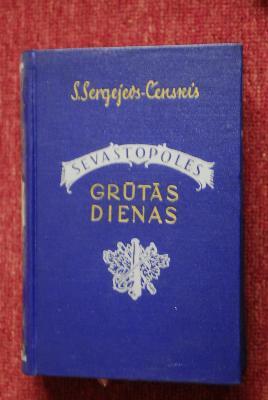 S. Sergejevs-Censkis
SEVASTOPOLES
GRŪTĀS
DIENAS